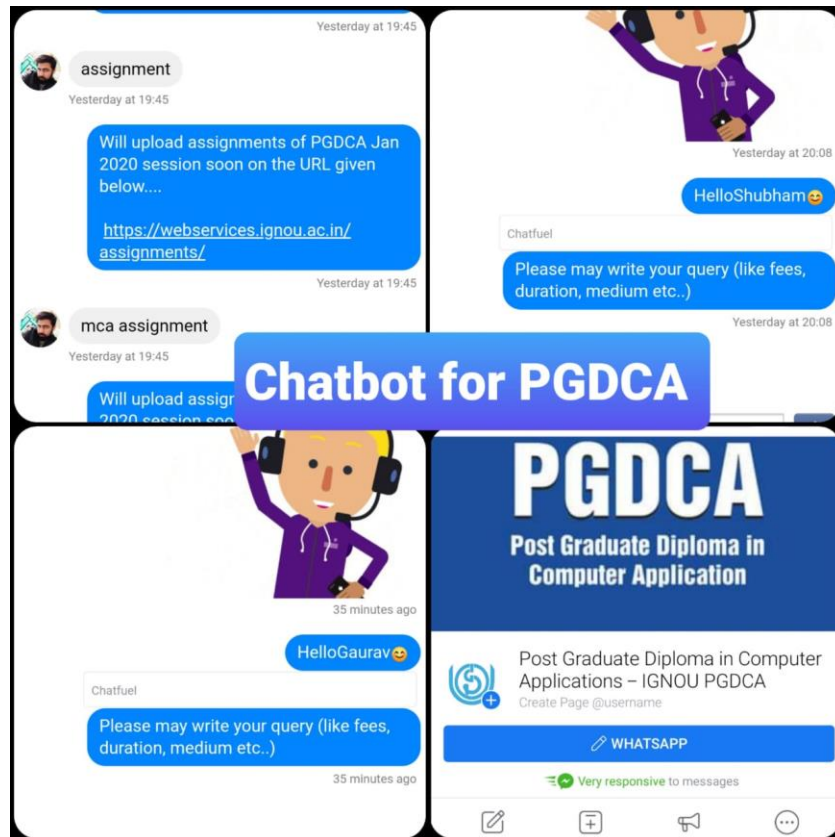 Yesterday at 19:45
assignment
Yesterday at 19:45
Will upload assignments of PGDCA Jan
2020 session soon on the URL given
below....
https://webservices.ignou.ac.in/
assignments/
Yesterday at 19:45
mca assignment
Yesterday at 19:45
Will upload assign
2020 session soo
Yesterday at 20:08
HelloShubham😊
Chatfuel
Please may write your query (like fees,
duration, medium etc..)
Yesterday at 20:08
Chatbot for PGDCA
35 minutes ago
HelloGaurav😊
Chatfuel
Please may write your query (like fees,
duration, medium etc..)
35 minutes ago
PGDCA
Post Graduate Diploma in
Computer Application
Post Graduate Diploma in Computer
Applications – IGNOU PGDCA
Create Page @username
WHATSAPP
Very responsive to messages